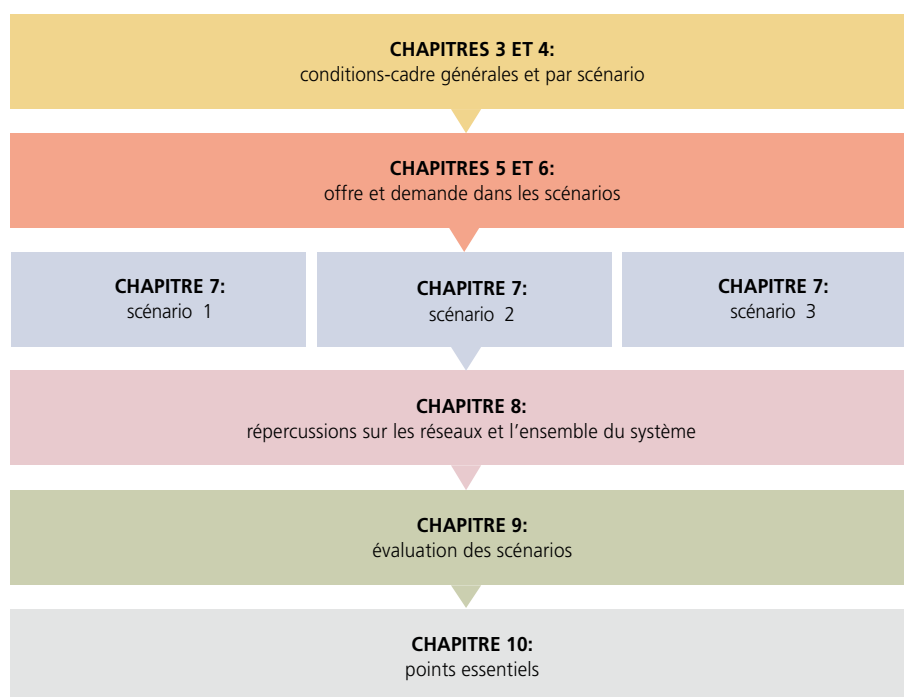 CHAPITRES 3 ET 4:
conditions-cadre générales et par scénario
CHAPITRES 5 ET 6:
offre et demande dans les scénarios
CHAPITRE 7:
scénario 1
CHAPITRE 7:
scénario 2
CHAPITRE 7:
scénario 3
CHAPITRE 8:
répercussions sur les réseaux et l’ensemble du système
CHAPITRE 9:
évaluation des scénarios
CHAPITRE 10:
points essentiels